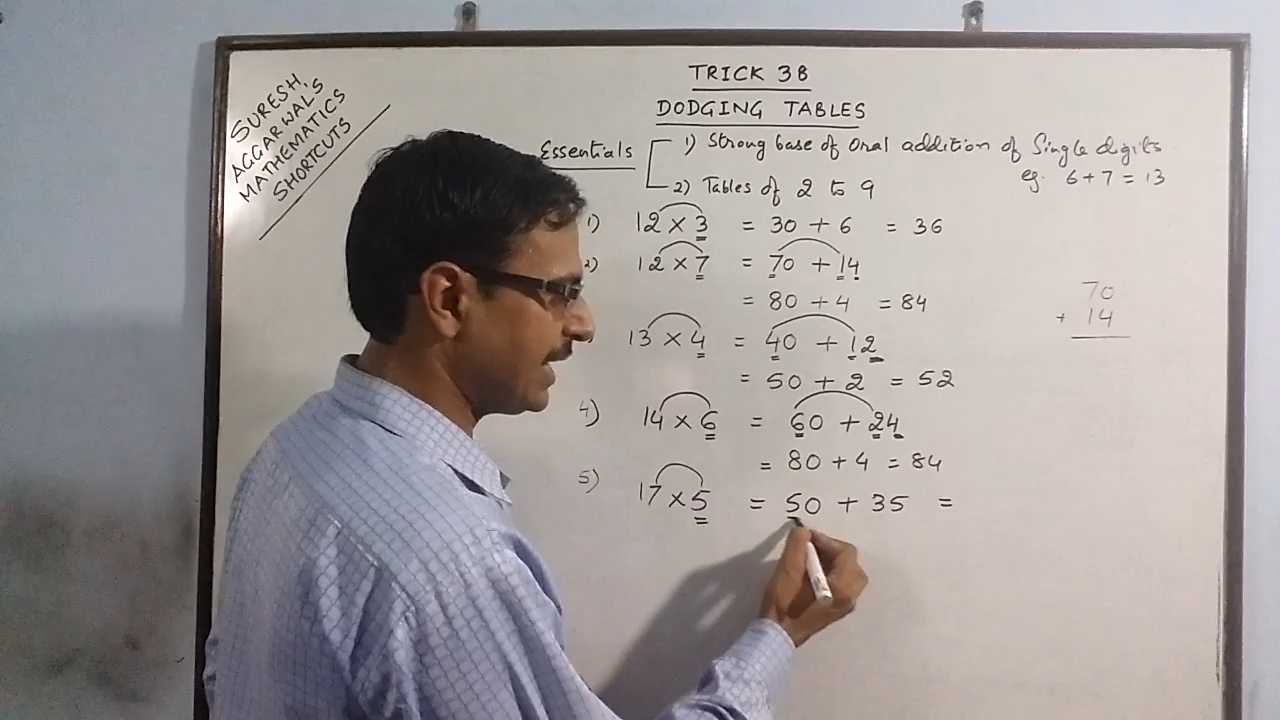 SURESH
AGGARWAL'S
MATHEMATICS
SHORTCUTS
TRICK 38
DODGING TABLES
Essentials
1) Strong base of Oral addition of Single digits
eg. 6+7 = 13
2) Tables of 2 to 9
1) 12 × 3 = 30 + 6 = 36
2) 12 × 7 = 70 + 14
= 80 + 4 = 84
70
+ 14
13 × 4 = 40 + 12
= 50 + 2 = 52
4) 14 × 6 = 60 + 24
= 80 + 4 = 84
5) 17 × 5 = 50 + 35 =